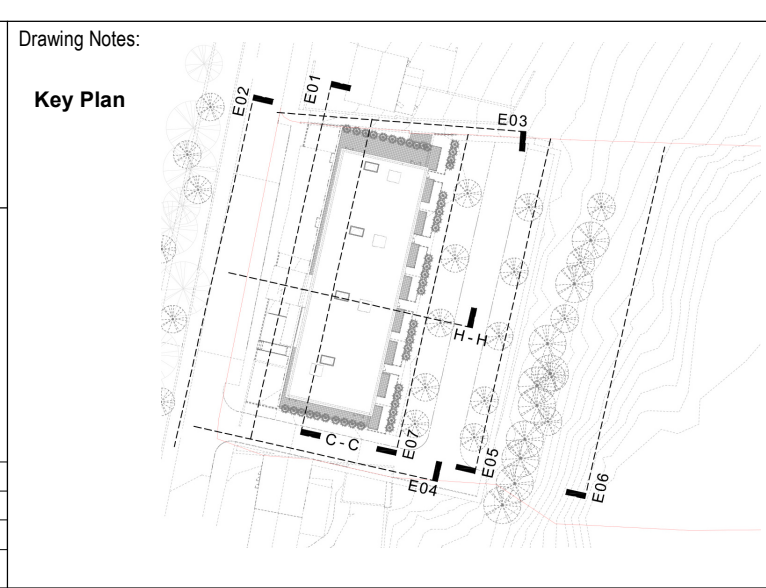 Drawing Notes:
Key Plan
E02
E01
E03
H-H
C-C
E07
E04
E05
E06